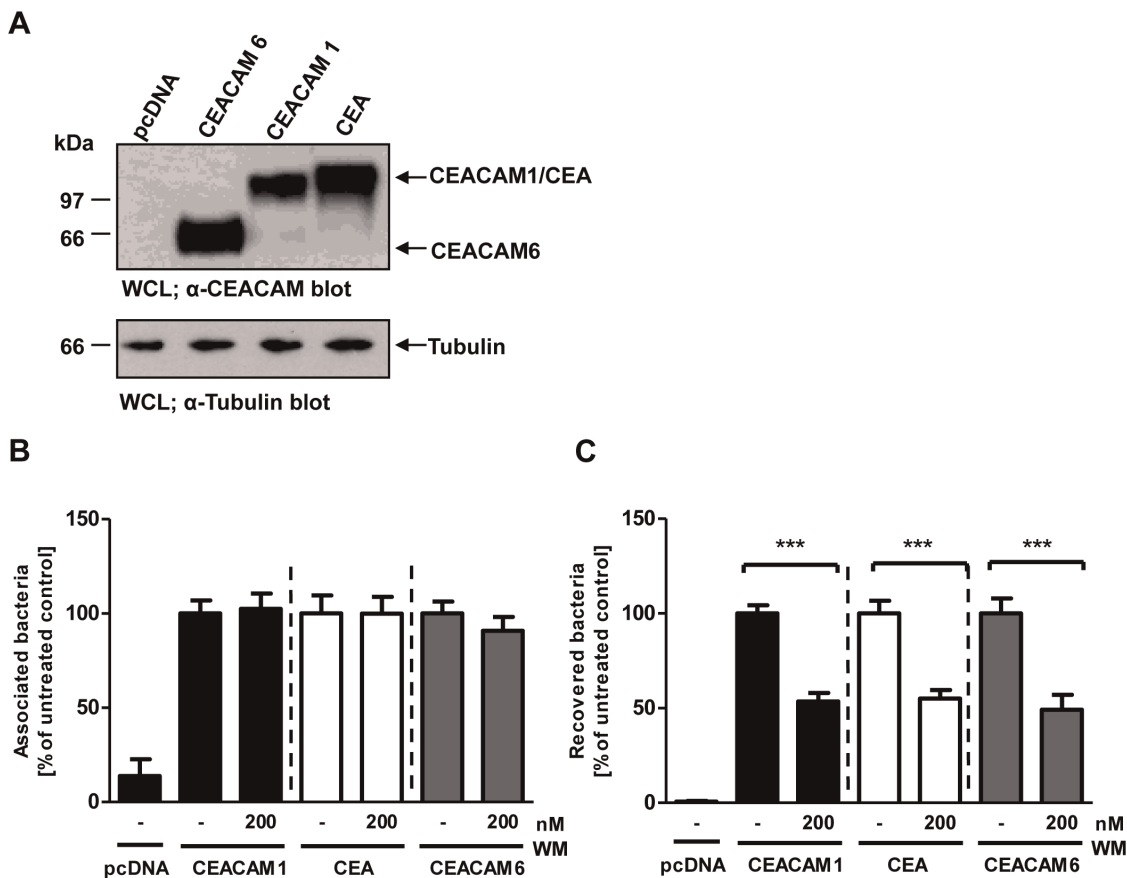 A
pcDNA
CEACAM 6
CEACAM 1
CEA
kDa
97
66
CEACAM1/CEA
CEACAM6
WCL; α-CEACAM blot
66
Tubulin
WCL; α-Tubulin blot
B
Associated bacteria
[% of untreated control]
150
100
50
0
- - 200 - 200 - 200 nM
WM
pcDNA CEACAM1 CEA CEACAM6
C
Recovered bacteria
[% of untreated control]
150
100
50
0
*** *** ***
- - 200 - 200 - 200 nM
WM
pcDNA CEACAM1 CEA CEACAM6